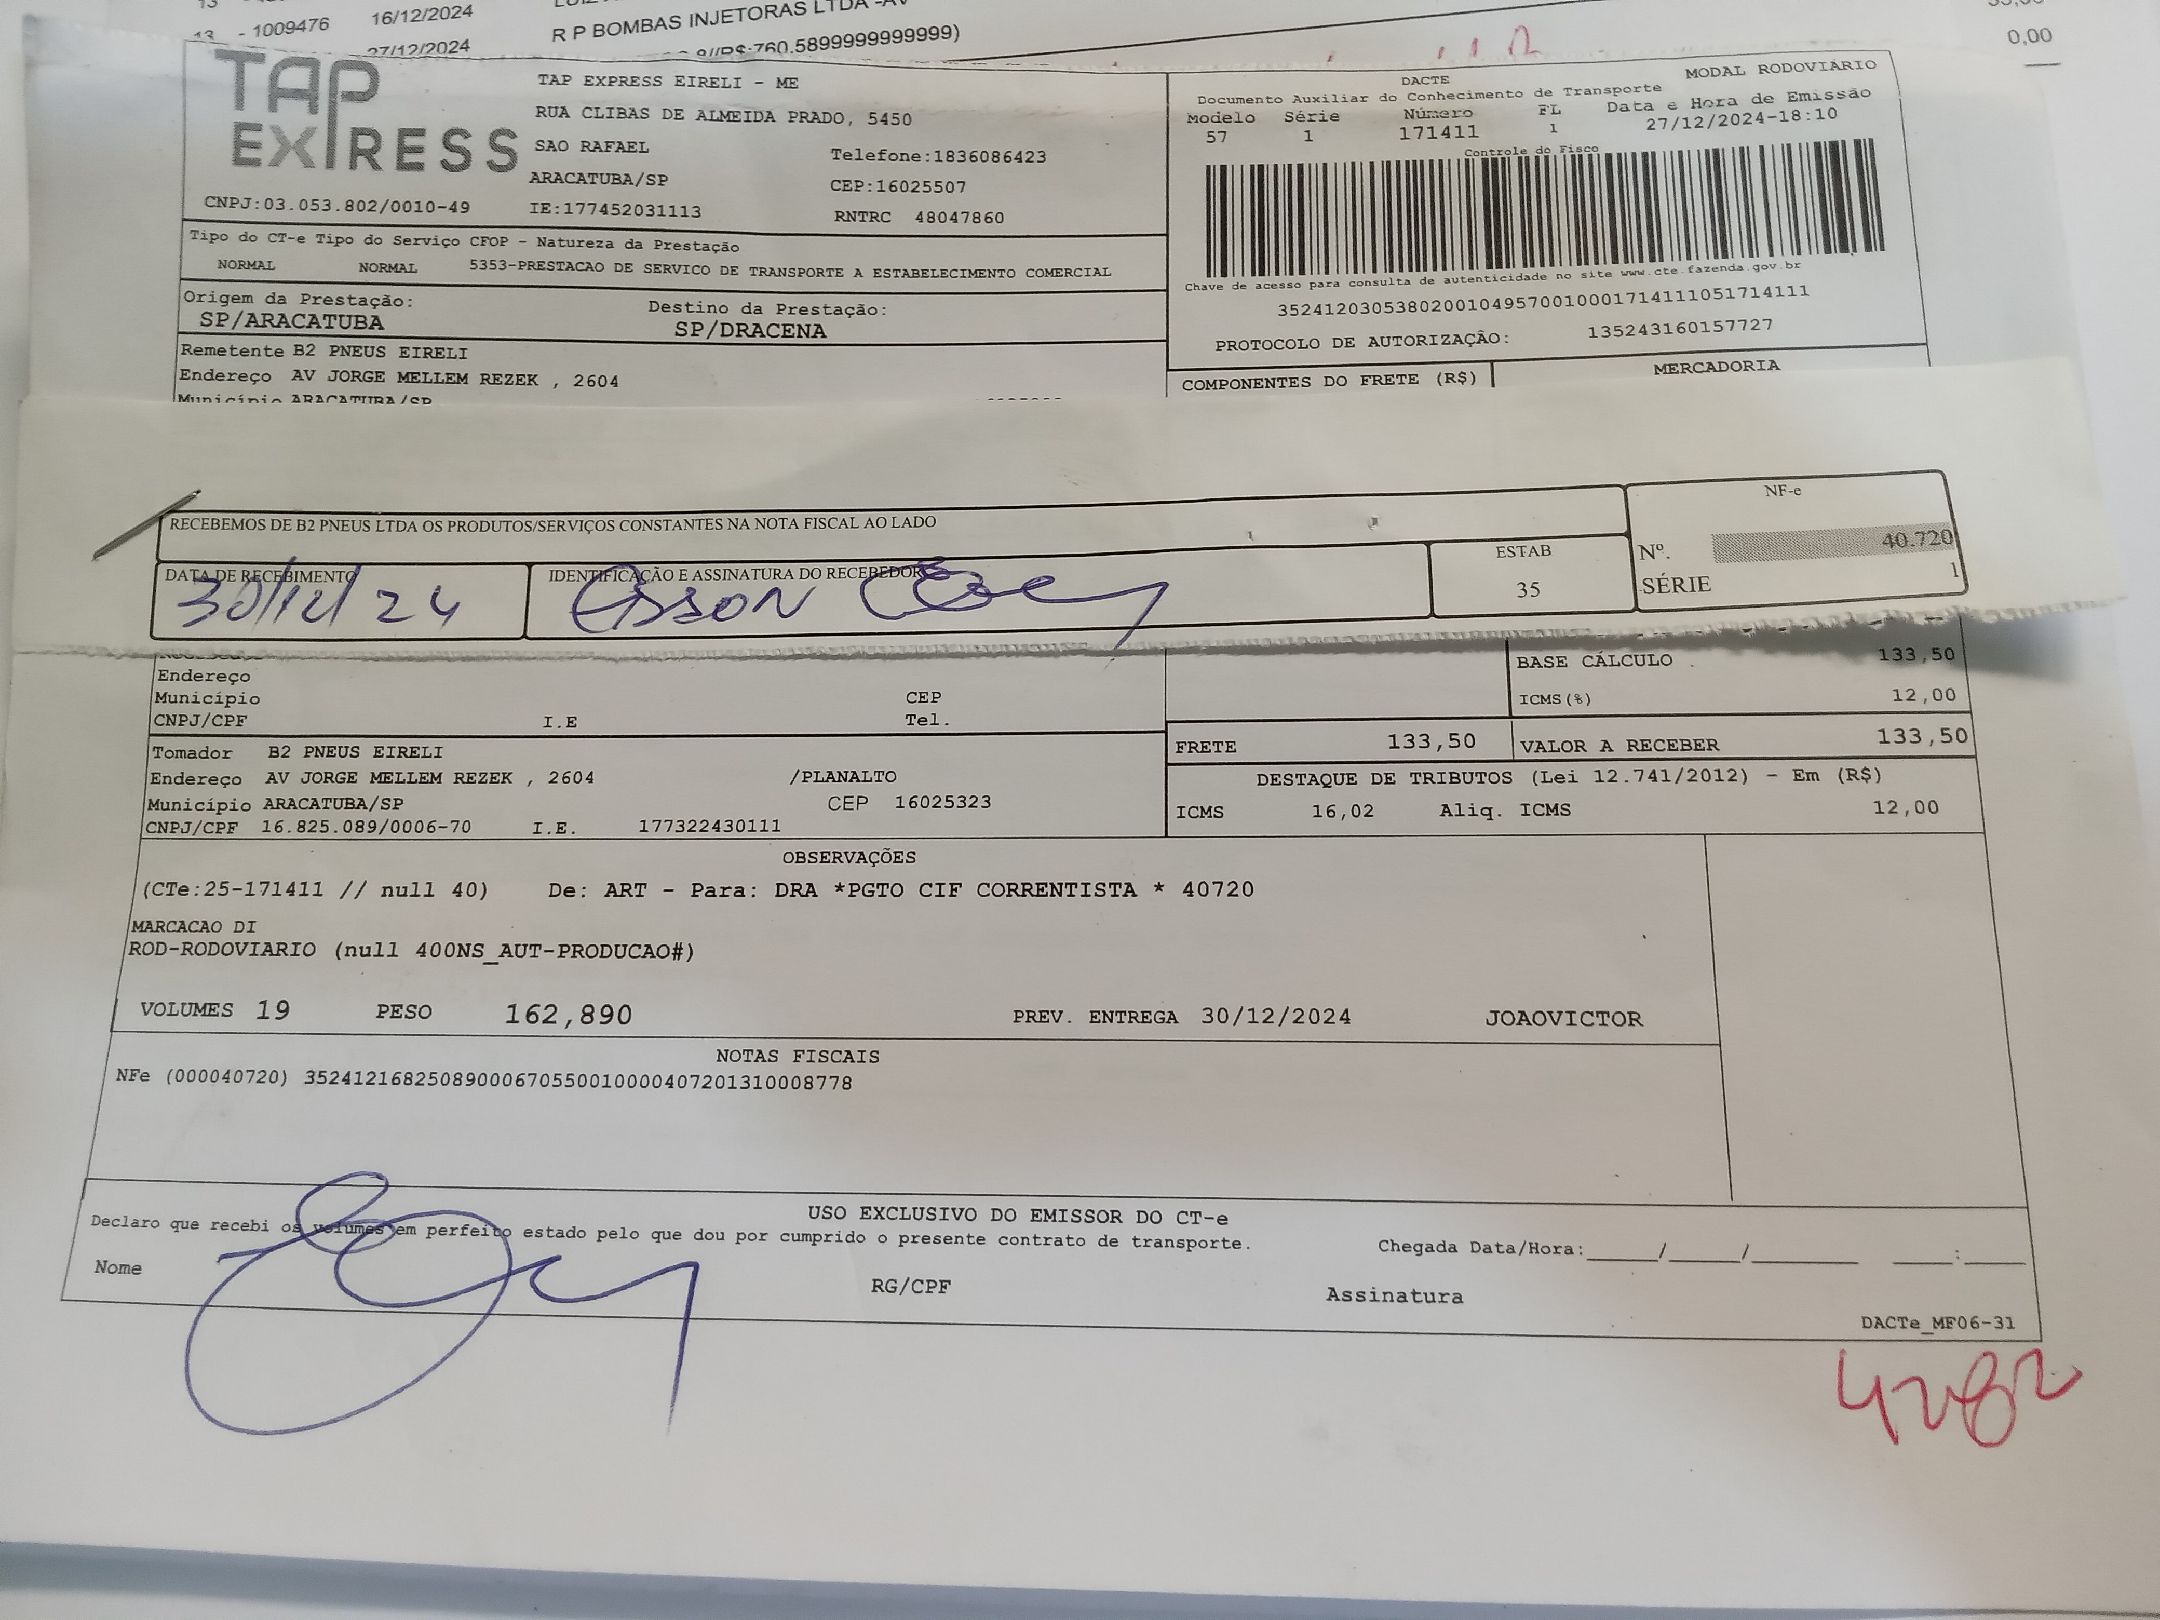 13 - 1009476 16/12/2024 R P BOMBAS INJETORAS LTDA -AV
27/12/2024 760.5899999999999)
0,00
TAP EXPRESS
TAP EXPRESS EIRELI - ME
RUA CLIBAS DE ALMEIDA PRADO, 5450
SAO RAFAEL Telefone:1836086423
ARACATUBA/SP CEP:16025507
CNPJ:03.053.802/0010-49 IE:177452031113 RNTRC 48047860
DACTE MODAL RODOVIARIO
Documento Auxiliar do Conhecimento de Transporte
Modelo Série Número FL Data e Hora de Emissão
57 1 171411 1 27/12/2024-18:10
Controle do Fisco
Chave de acesso para consulta de autenticidade no site www.cte.fazenda.gov.br
35241203053802001049570010001714111051714111
PROTOCOLO DE AUTORIZAÇÃO: 135243160157727
Tipo do CT-e Tipo do Serviço CFOP - Natureza da Prestação
NORMAL NORMAL 5353-PRESTACAO DE SERVICO DE TRANSPORTE A ESTABELECIMENTO COMERCIAL
Origem da Prestação: Destino da Prestação:
SP/ARACATUBA SP/DRACENA
Remetente B2 PNEUS EIRELI
Endereço AV JORGE MELLEM REZEK , 2604
Município ARACATUBA/SP
COMPONENTES DO FRETE (R$) MERCADORIA
RECEBEMOS DE B2 PNEUS LTDA OS PRODUTOS/SERVIÇOS CONSTANTES NA NOTA FISCAL AO LADO
NF-e
Nº. 40.720
SÉRIE 1
DATA DE RECEBIMENTO IDENTIFICAÇÃO E ASSINATURA DO RECEBEDOR ESTAB
30/12/24 35
Endereço
Município CEP
CNPJ/CPF I.E Tel.
BASE CÁLCULO 133,50
ICMS(%) 12,00
FRETE 133,50 VALOR A RECEBER 133,50
Tomador B2 PNEUS EIRELI
Endereço AV JORGE MELLEM REZEK , 2604 /PLANALTO
Município ARACATUBA/SP CEP 16025323
CNPJ/CPF 16.825.089/0006-70 I.E. 177322430111
DESTAQUE DE TRIBUTOS (Lei 12.741/2012) - Em (R$)
ICMS 16,02 Aliq. ICMS 12,00
OBSERVAÇÕES
(CTe:25-171411 // null 40) De: ART - Para: DRA *PGTO CIF CORRENTISTA * 40720
MARCACAO DI
ROD-RODOVIARIO (null 400NS_AUT-PRODUCAO#)
VOLUMES 19 PESO 162,890 PREV. ENTREGA 30/12/2024 JOAOVICTOR
NOTAS FISCAIS
NFe (000040720) 35241216825089000670550010000407201310008778
USO EXCLUSIVO DO EMISSOR DO CT-e
Declaro que recebi os volumes em perfeito estado pelo que dou por cumprido o presente contrato de transporte. Chegada Data/Hora:_____/_____/_______ ____:____
Nome RG/CPF Assinatura
DACTe_MF06-31
4282